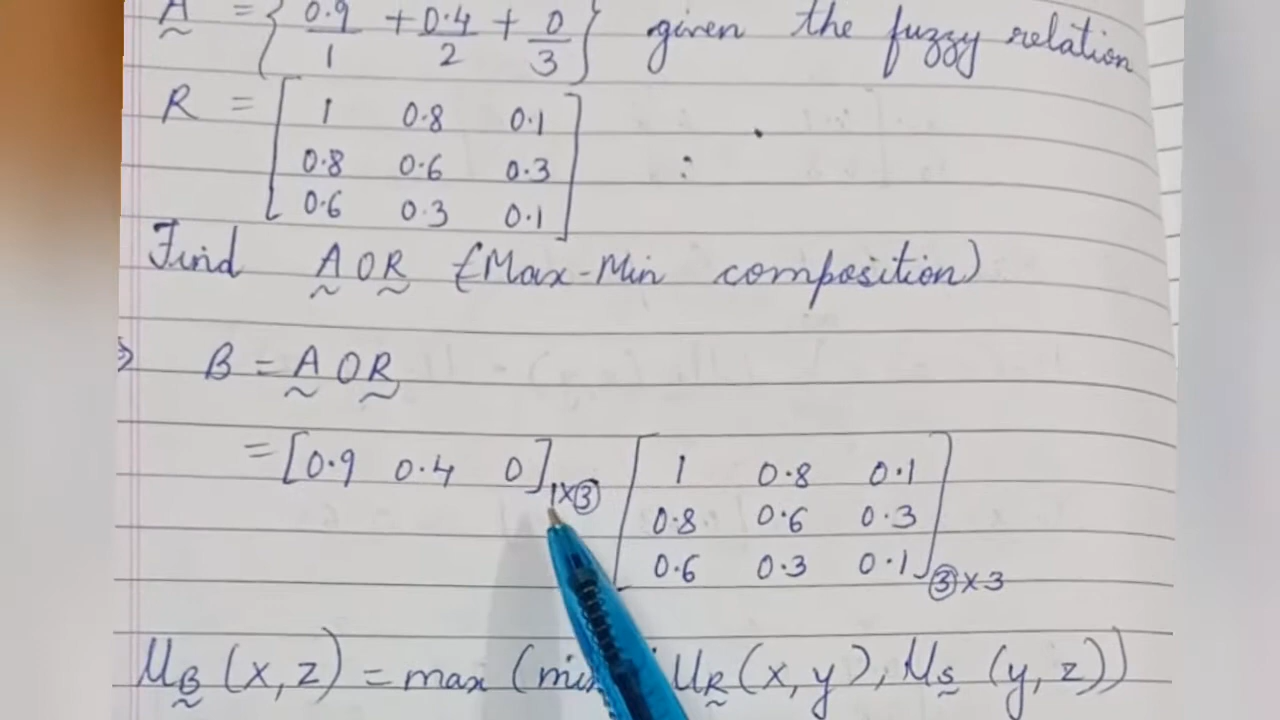 A = { 0.9/1 + 0.4/2 + 0/3 } given the fuzzy relation
R = [ 1 0.8 0.1
0.8 0.6 0.3
0.6 0.3 0.1 ]
Find A O R (Max-Min composition)
⇒ B = A O R
= [0.9 0.4 0] 1×3 [ 1 0.8 0.1
0.8 0.6 0.3
0.6 0.3 0.1 ] 3×3
μB (x, z) = max ( μR (x, y), μS (y, z))